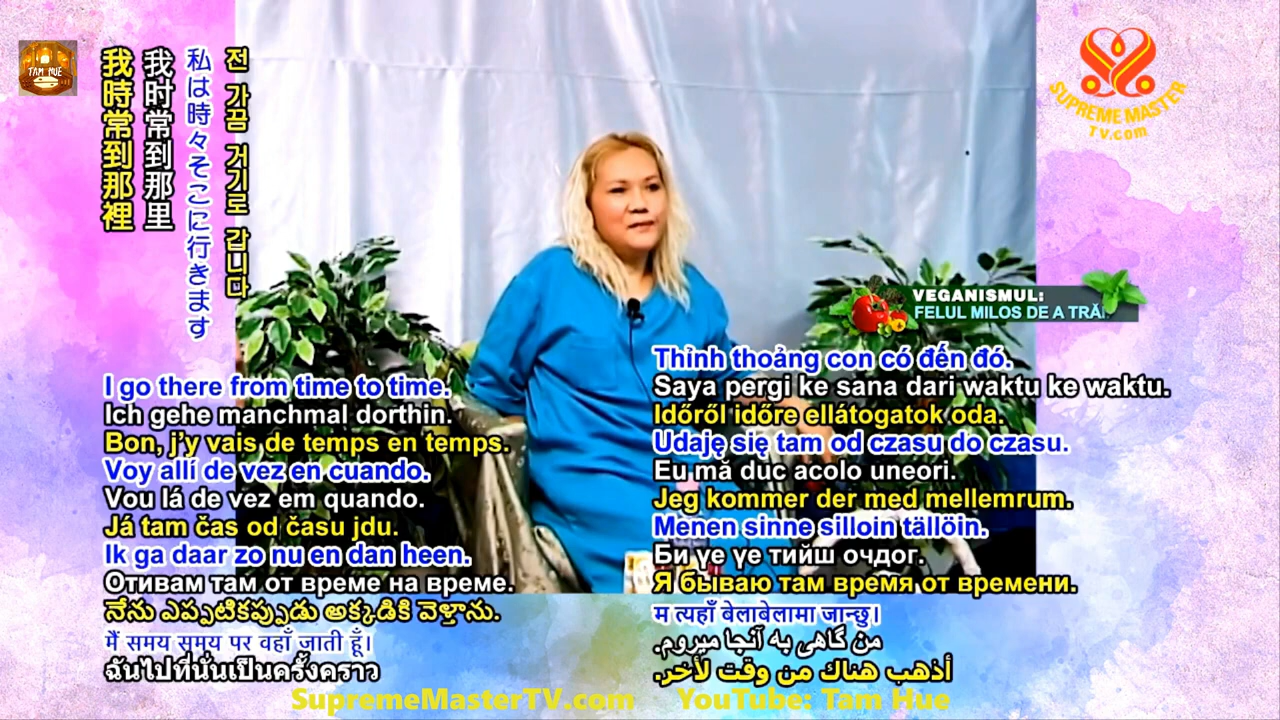 TAM HUE
我時常到那裡
我时常到那里
私は時々そこに行きます
전 가끔 거기로 갑니다
SUPREME MASTER
TV.com
VEGANISMUL:
FELUL MILOS DE A
I go there from time to time.
Ich gehe manchmal dorthin.
Bon, j’y vais de temps en temps.
Voy allí de vez en cuando.
Vou lá de vez em quando.
Já tam čas od času jdu.
Ik ga daar zo nu en dan heen.
Отивам там от време на време.
నేను ఎప్పటికప్పుడు అక్కడికి వెళ్తాను.
मैं समय समय पर वहाँ जाती हूँ।
ฉันไปที่นั่นเป็นครั้งคราว
Thỉnh thoảng con có đến đó.
Saya pergi ke sana dari waktu ke waktu.
Időről időre ellátogatok oda.
Udaję się tam od czasu do czasu.
Eu mă duc acolo uneori.
Jeg kommer der med mellemrum.
Menen sinne silloin tällöin.
Би үе үе тийш очдог.
Я бываю там время от времени.
म त्यहाँ बेलाबेलामा जान्छु।
من گاهی به آنجا میروم.
أذهب هناك من وقت لأخر.
SupremeMasterTV.com
YouTube: Tam Hue